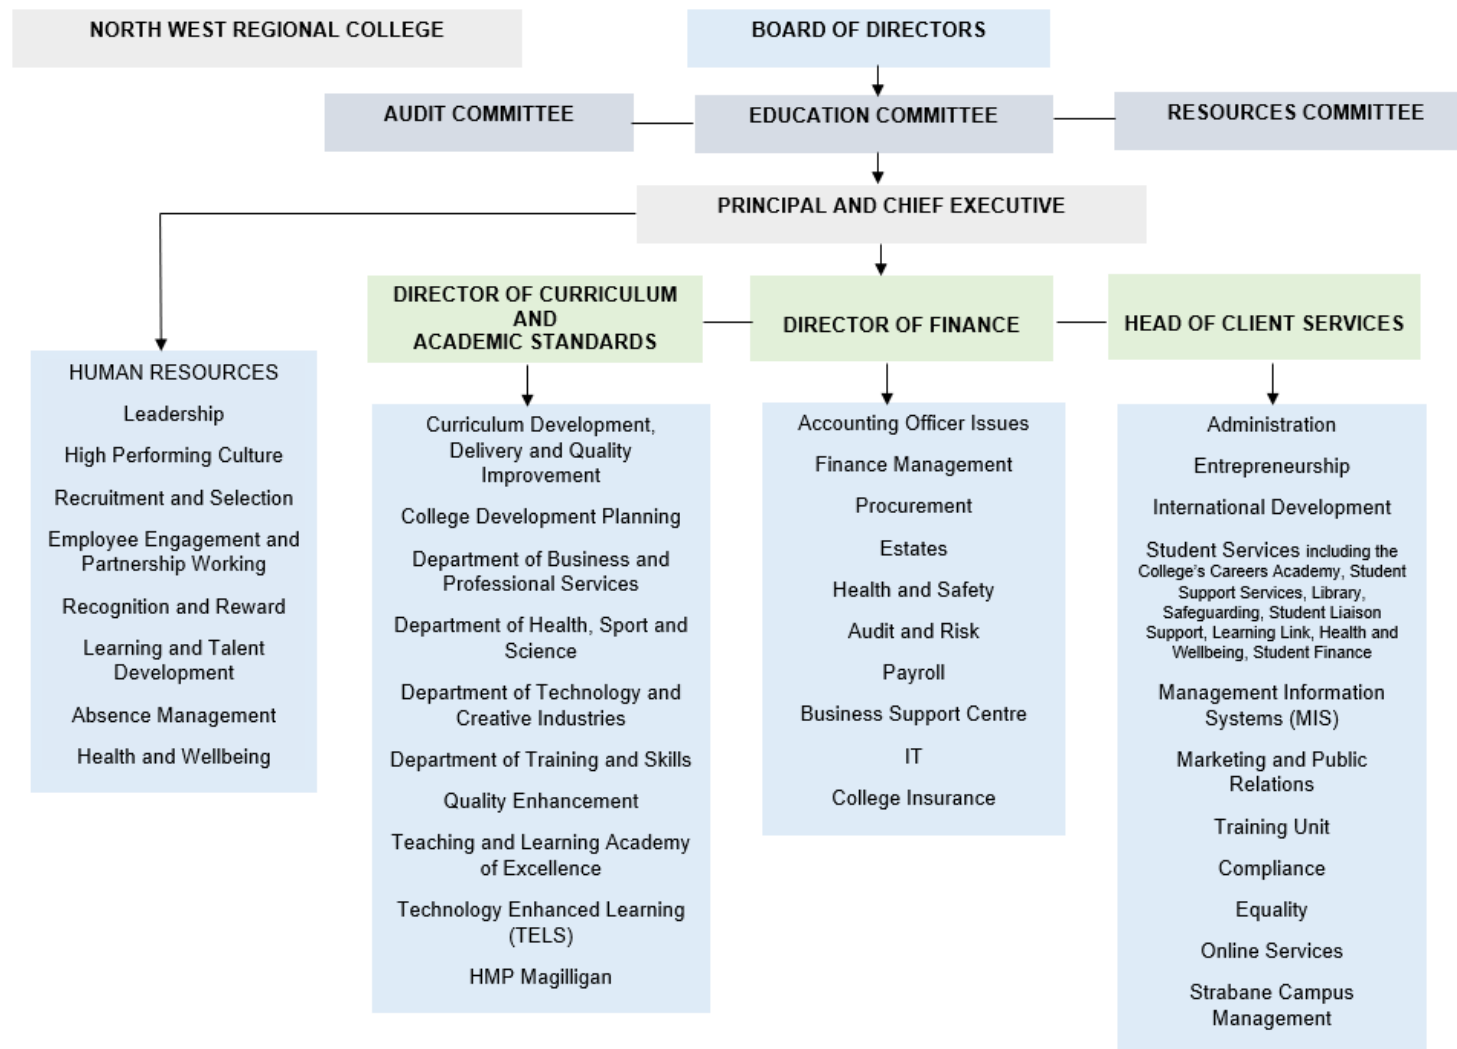 NORTH WEST REGIONAL COLLEGE
BOARD OF DIRECTORS
AUDIT COMMITTEE
EDUCATION COMMITTEE
RESOURCES COMMITTEE
PRINCIPAL AND CHIEF EXECUTIVE
DIRECTOR OF CURRICULUM
AND
ACADEMIC STANDARDS
DIRECTOR OF FINANCE
HEAD OF CLIENT SERVICES
HUMAN RESOURCES
Leadership
High Performing Culture
Recruitment and Selection
Employee Engagement and
Partnership Working
Recognition and Reward
Learning and Talent
Development
Absence Management
Health and Wellbeing
Curriculum Development,
Delivery and Quality
Improvement
College Development Planning
Department of Business and
Professional Services
Department of Health, Sport and
Science
Department of Technology and
Creative Industries
Department of Training and Skills
Quality Enhancement
Teaching and Learning Academy
of Excellence
Technology Enhanced Learning
(TELS)
HMP Magilligan
Accounting Officer Issues
Finance Management
Procurement
Estates
Health and Safety
Audit and Risk
Payroll
Business Support Centre
IT
College Insurance
Administration
Entrepreneurship
International Development
Student Services including the
College's Careers Academy, Student
Support Services, Library,
Safeguarding, Student Liaison
Support, Learning Link, Health and
Wellbeing, Student Finance
Management Information
Systems (MIS)
Marketing and Public
Relations
Training Unit
Compliance
Equality
Online Services
Strabane Campus
Management